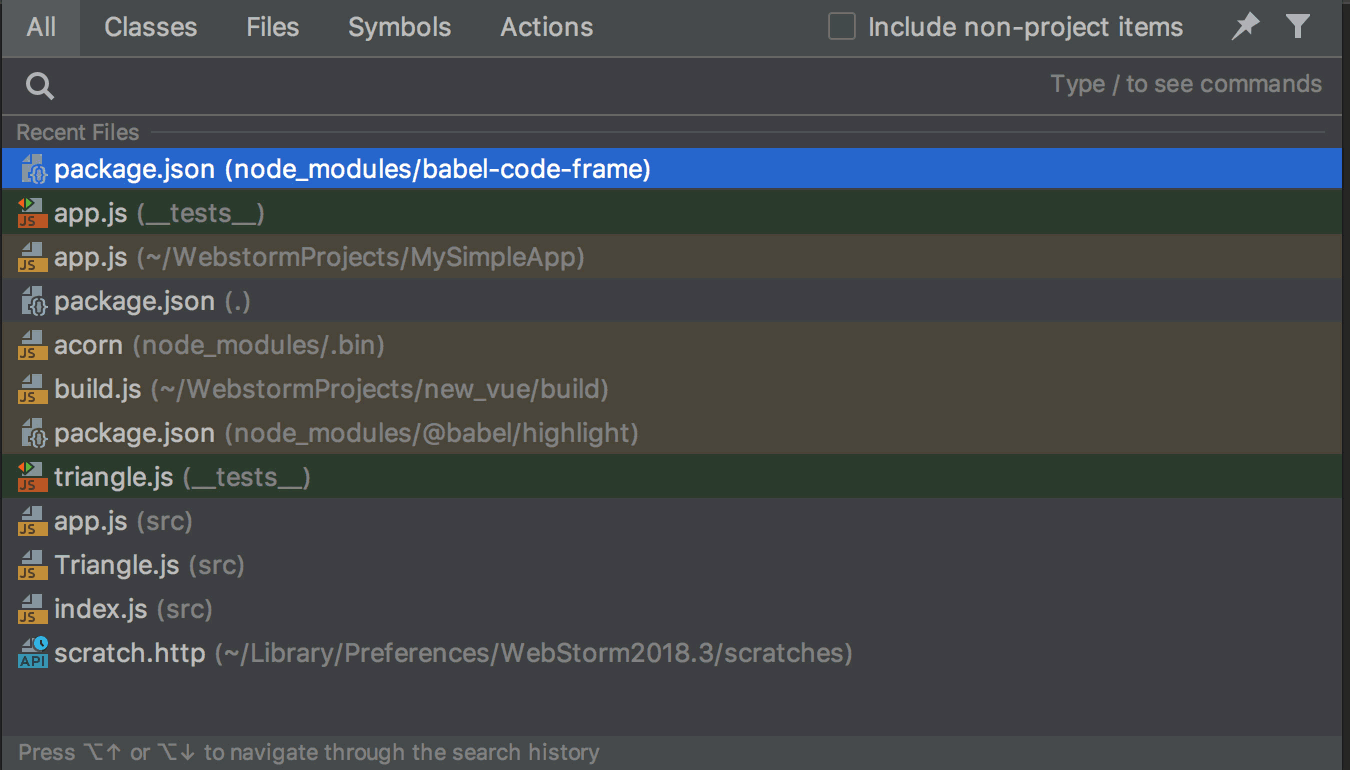 All Classes Files Symbols Actions Include non-project items
Type / to see commands
Recent Files
package.json (node_modules/babel-code-frame)
JS app.js (__tests__)
JS app.js (~/WebstormProjects/MySimpleApp)
package.json (.)
JS acorn (node_modules/.bin)
JS build.js (~/WebstormProjects/new_vue/build)
package.json (node_modules/@babel/highlight)
JS triangle.js (__tests__)
JS app.js (src)
JS Triangle.js (src)
JS index.js (src)
API scratch.http (~/Library/Preferences/WebStorm2018.3/scratches)
Press ⌥↑ or ⌥↓ to navigate through the search history